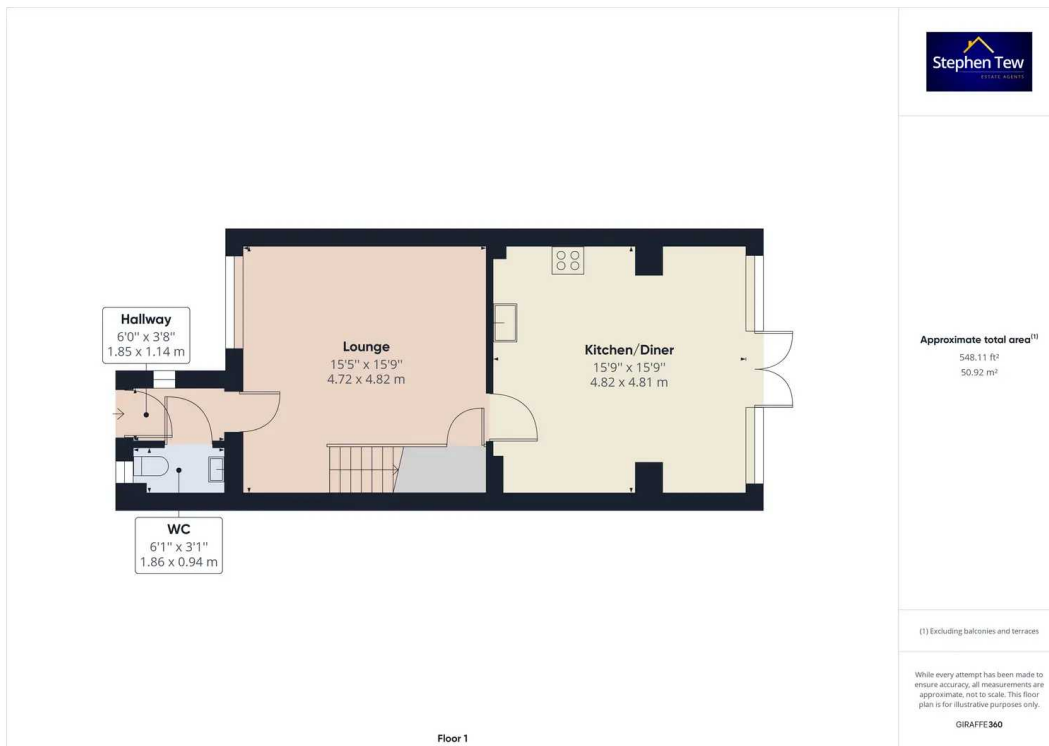 Stephen Tew
ESTATE AGENTS
Hallway
6'0" x 3'8"
1.85 x 1.14 m
Lounge
15'5" x 15'9"
4.72 x 4.82 m
Kitchen/Diner
15'9" x 15'9"
4.82 x 4.81 m
WC
6'1" x 3'1"
1.86 x 0.94 m
Approximate total area(1)
548.11 ft²
50.92 m²
(1) Excluding balconies and terraces
While every attempt has been made to
ensure accuracy, all measurements are
approximate, not to scale. This floor
plan is for illustrative purposes only.
GIRAFFE360
Floor 1